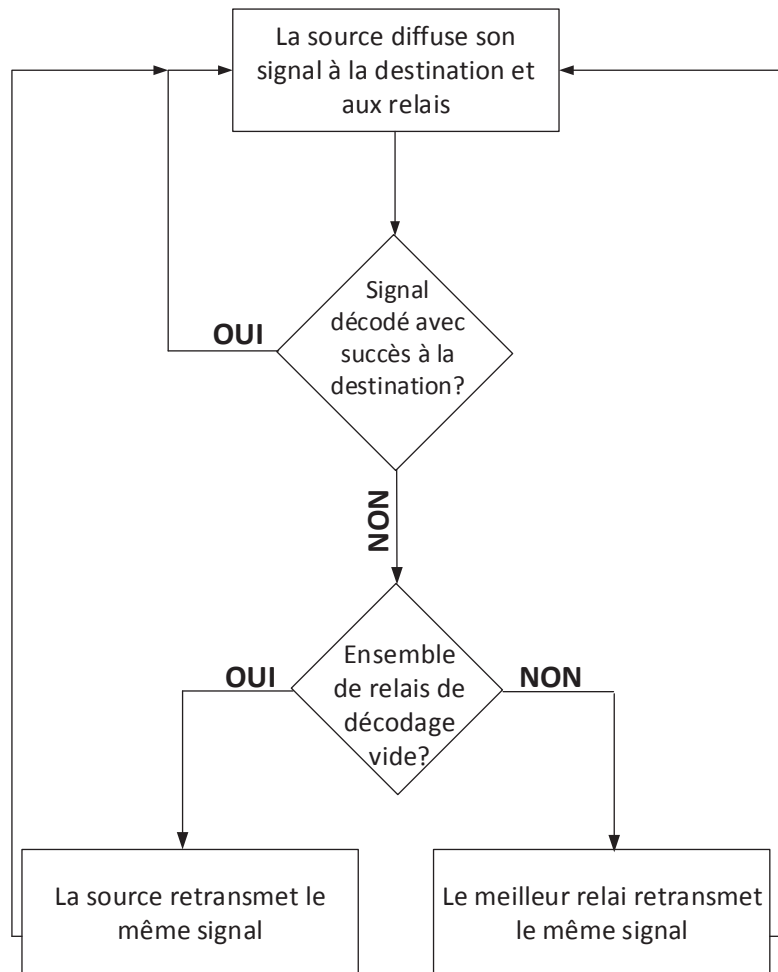 La source diffuse son
signal à la destination et
aux relais
Signal
décodé avec
succès à la
destination?
OUI
NON
Ensemble
de relais de
décodage
vide?
OUI
NON
La source retransmet le
même signal
Le meilleur relai retransmet
le même signal